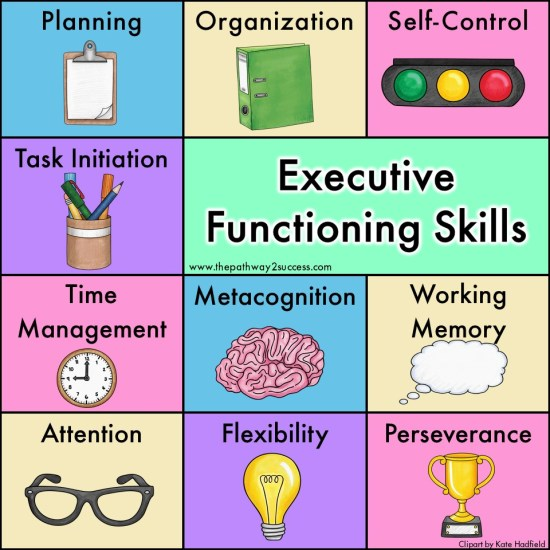 Planning
Organization
Self-Control
Task Initiation
Executive
Functioning Skills
www.thepathway2success.com
Time
Management
Metacognition
Working
Memory
Attention
Flexibility
Perseverance
Clipart by Kate Hadfield